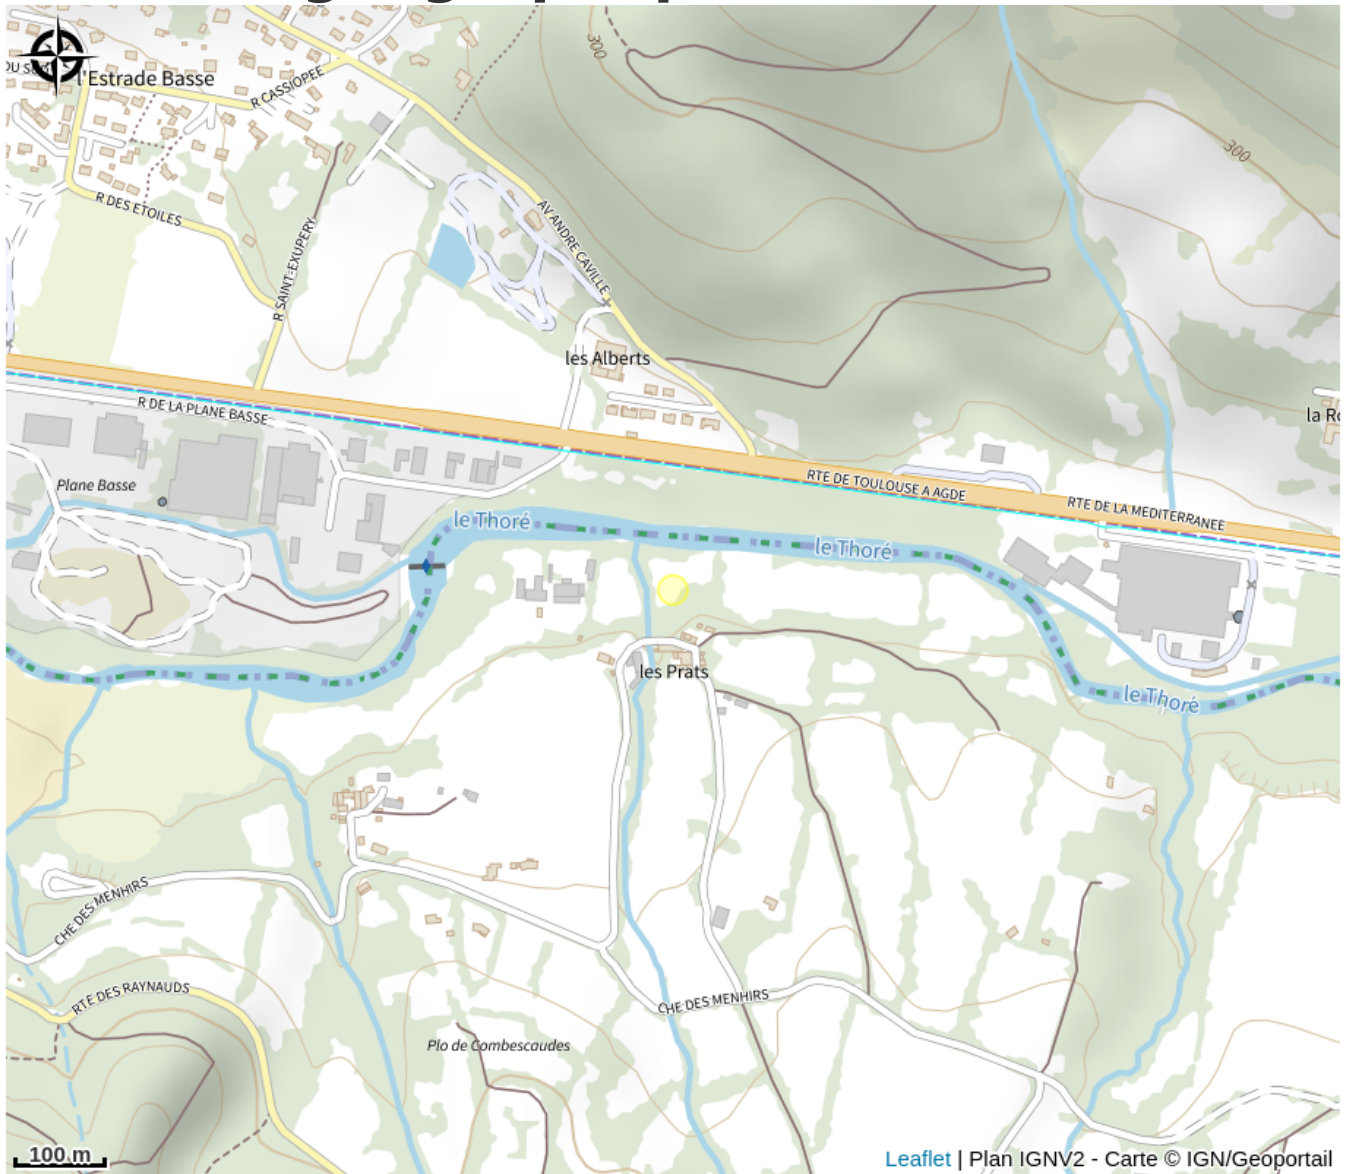 300
l'Estrade Basse
R CASSIOPEE
300
R DES ETOILES
AV ANDRE CAVILLE
R SAINT-EXUPERY
les Alberts
R DE LA PLANE BASSE
RTE DE TOULOUSE A AGDE
Plane Basse
RTE DE LA MEDITERRANEE
le Thoré
le Thoré
les Prats
le Thoré
CHE DES MENHIRS
RTE DES RAYNAUDS
CHE DES MENHIRS
Plo de Combescaudes
100 m
Leaflet | Plan IGNV2 - Carte © IGN/Geoportail